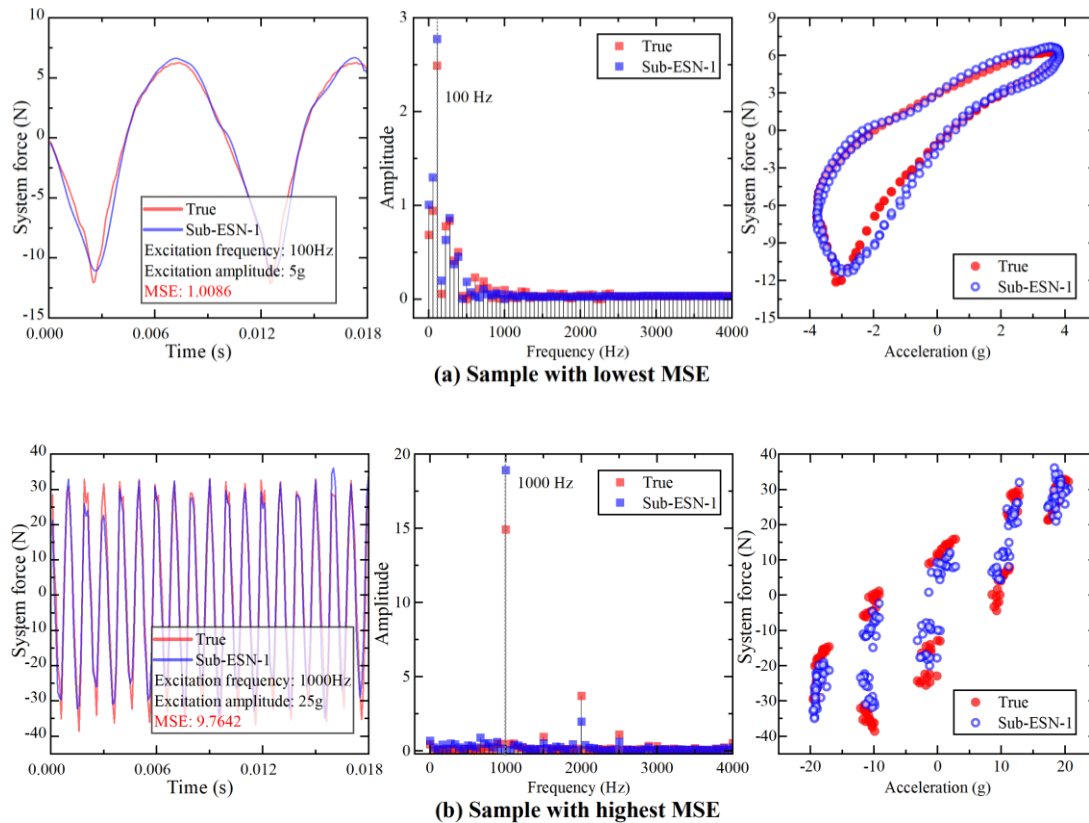 System force (N)
10
5
0
-5
-10
-15
True
Sub-ESN-1
Excitation frequency: 100Hz
Excitation amplitude: 5g
MSE: 1.0086
0.000 0.006 0.012 0.018
Time (s)
Amplitude
3
2
1
0
True
Sub-ESN-1
100 Hz
0 1000 2000 3000 4000
Frequency (Hz)
System force (N)
9
6
3
0
-3
-6
-9
-12
-15
True
Sub-ESN-1
-4 -2 0 2 4
Acceleration (g)
(a) Sample with lowest MSE
System force (N)
40
30
20
10
0
-10
-20
-30
-40
True
Sub-ESN-1
Excitation frequency: 1000Hz
Excitation amplitude: 25g
MSE: 9.7642
0.000 0.006 0.012 0.018
Time (s)
Amplitude
20
15
10
5
0
1000 Hz
True
Sub-ESN-1
0 1000 2000 3000 4000
Frequency (Hz)
System force (N)
40
30
20
10
0
-10
-20
-30
-40
True
Sub-ESN-1
-20 -10 0 10 20
Acceleration (g)
(b) Sample with highest MSE